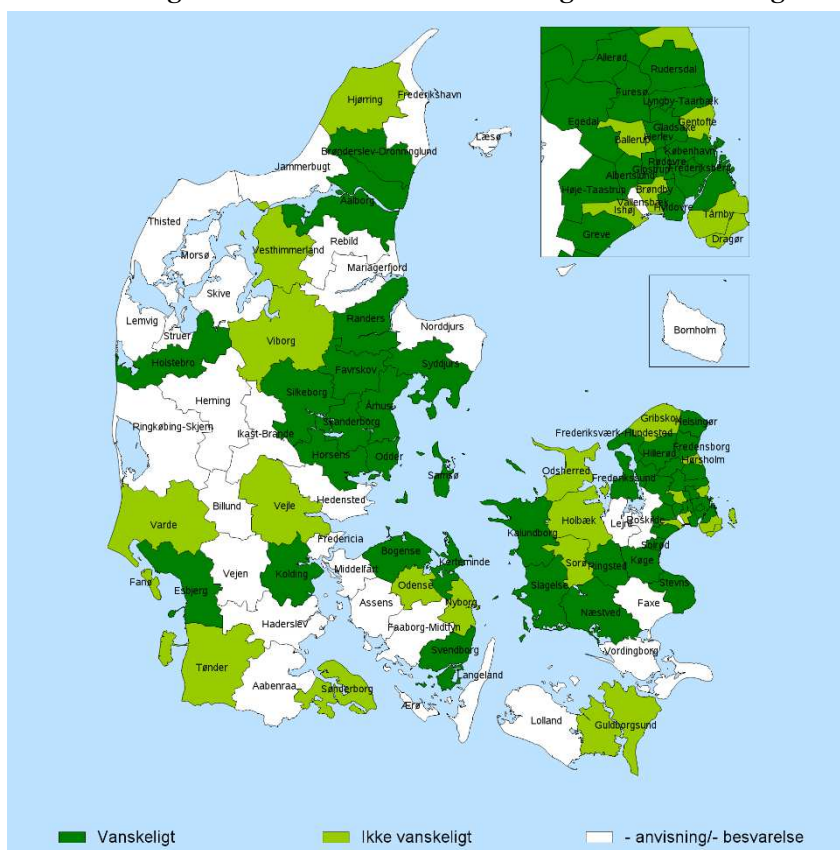 Hjørring
Frederikshavn
Læsø
Brønderslev-Dronninglund
Jammerbugt
Aalborg
Thisted
Vesthimmerland
Rebild
Morsø
Mariagerfjord
Skive
Lemvig
Struer
Randers
Norddjurs
Viborg
Holstebro
Favrskov
Syddjurs
Silkeborg
Århus
Herning
Skanderborg
Ringkøbing-Skjern
Ikast-Brande
Horsens
Odder
Samsø
Hedensted
Billund
Vejle
Varde
Fredericia
Fanø
Esbjerg
Vejen
Kolding
Middelfart
Bogense
Kerteminde
Odense
Nyborg
Assens
Haderslev
Faaborg-Midtfyn
Svendborg
Langeland
Tønder
Aabenraa
Sønderborg
Ærø
Allerød
Rudersdal
Furesø
Lyngby-Taarbæk
Egedal
Gladsakse
Gentofte
Ballerup
Herlev
København
Rødovre
Glostrup
Frederiksberg
Albertslund
Høje-Taastrup
Brøndby
Vallensbæk
Hvidovre
Ishøj
Tårnby
Greve
Dragør
Bornholm
Gribskov
Helsingør
Frederiksværk-Hundested
Fredensborg
Hillerød
Hørsholm
Odsherred
Frederikssund
Holbæk
Lejre
Roskilde
Kalundborg
Solrød
Sorø
Ringsted
Køge
Slagelse
Stevns
Næstved
Faxe
Vordingborg
Lolland
Guldborgsund
Vanskeligt
Ikke vanskeligt
- anvisning/- besvarelse